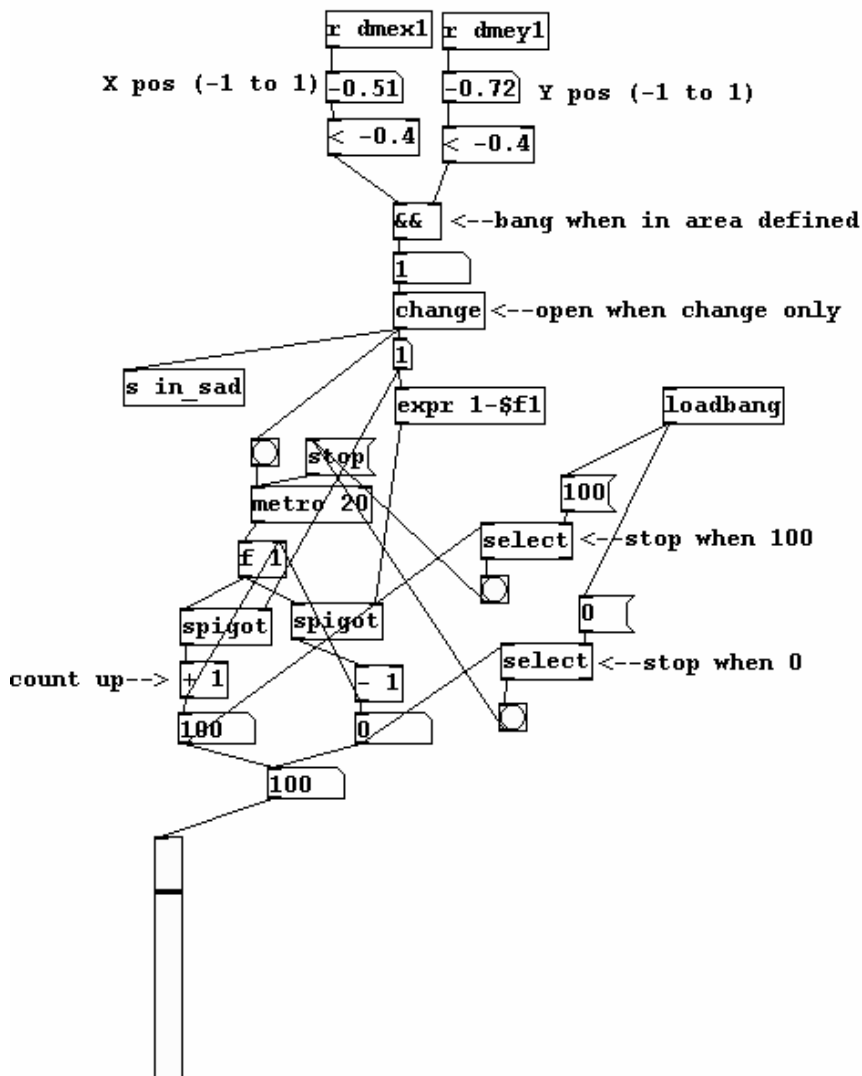 r dmex1
r dmey1
X pos (-1 to 1)
-0.51
-0.72
Y pos (-1 to 1)
< -0.4
< -0.4
&&
<--bang when in area defined
1
change
<--open when change only
1
s in_sad
expr 1-$f1
loadbang
stop
metro 20
100
f 1
select
<--stop when 100
spigot
spigot
0
select
<--stop when 0
count up-->
+ 1
- 1
100
0
100